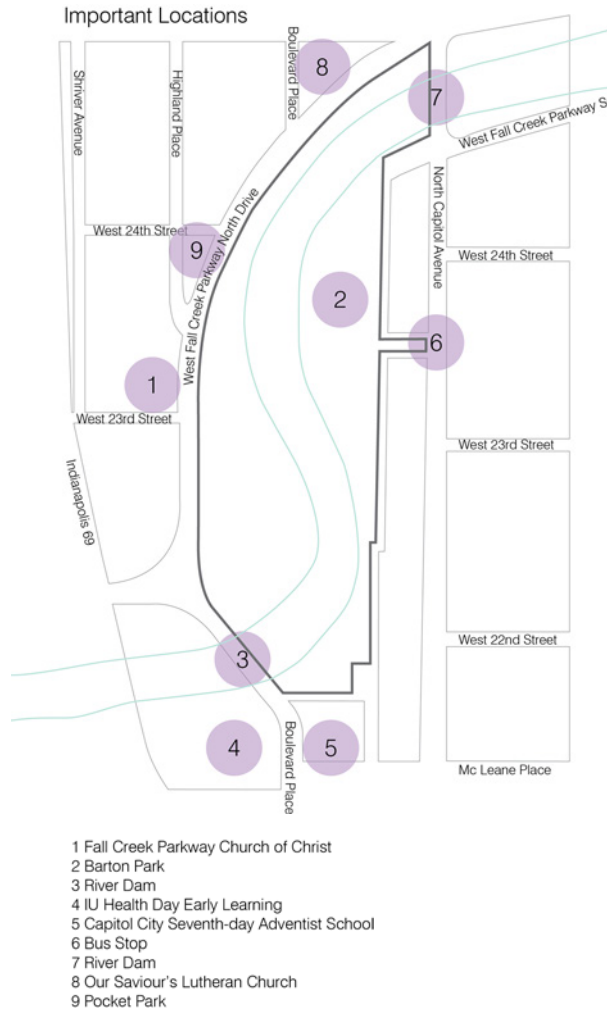 Important Locations
Boulevard Place
8
7
Shriver Avenue
Highland Place
West Fall Creek Parkway S
North Capitol Avenue
West 24th Street
9
West Fall Creek Parkway North Drive
West 24th Street
2
6
1
West 23rd Street
West 23rd Street
Indianapolis 69
West 22nd Street
3
4
Boulevard Place
5
Mc Leane Place
1 Fall Creek Parkway Church of Christ
2 Barton Park
3 River Dam
4 IU Health Day Early Learning
5 Capitol City Seventh-day Adventist School
6 Bus Stop
7 River Dam
8 Our Saviour's Lutheran Church
9 Pocket Park